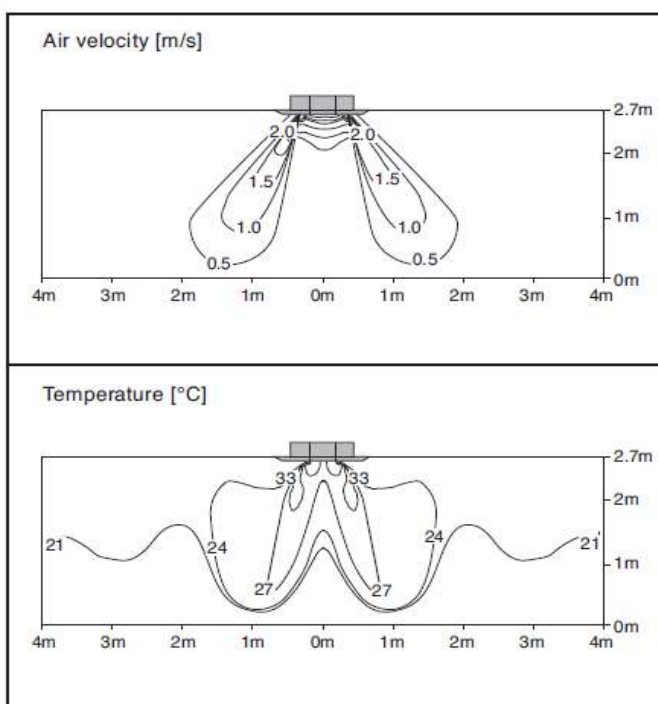 Air velocity [m/s]
2.7m
2.0 2.0
2m
1.5 1.5
1.0 1.0
1m
0.5 0.5
0m
4m 3m 2m 1m 0m 1m 2m 3m 4m
Temperature [°C]
2.7m
33 33
2m
21 24 24 21
1m
27 27
0m
4m 3m 2m 1m 0m 1m 2m 3m 4m